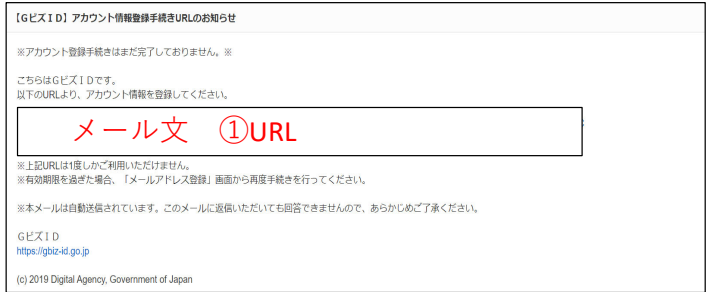 【GビズID】アカウント情報登録手続きURLのお知らせ
※アカウント登録手続きはまだ完了しておりません。※
こちらはGビズIDです。
以下のURLより、アカウント情報を登録してください。
メール文　①URL
※上記URLは1度しかご利用いただけません。
※有効期限を過ぎた場合、「メールアドレス登録」画面から再度手続きを行ってください。
※本メールは自動送信されています。このメールに返信いただいても回答できませんので、あらかじめご了承ください。
GビズID
https://gbiz-id.go.jp
(c) 2019 Digital Agency, Government of Japan